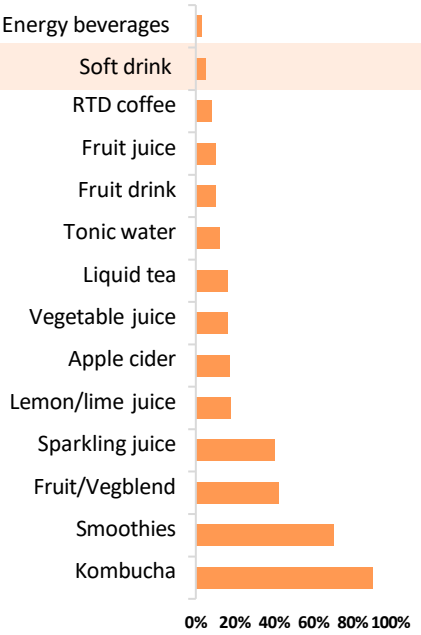 Energy beverages
Soft drink
RTD coffee
Fruit juice
Fruit drink
Tonic water
Liquid tea
Vegetable juice
Apple cider
Lemon/lime juice
Sparkling juice
Fruit/Vegblend
Smoothies
Kombucha
0% 20% 40% 60% 80% 100%